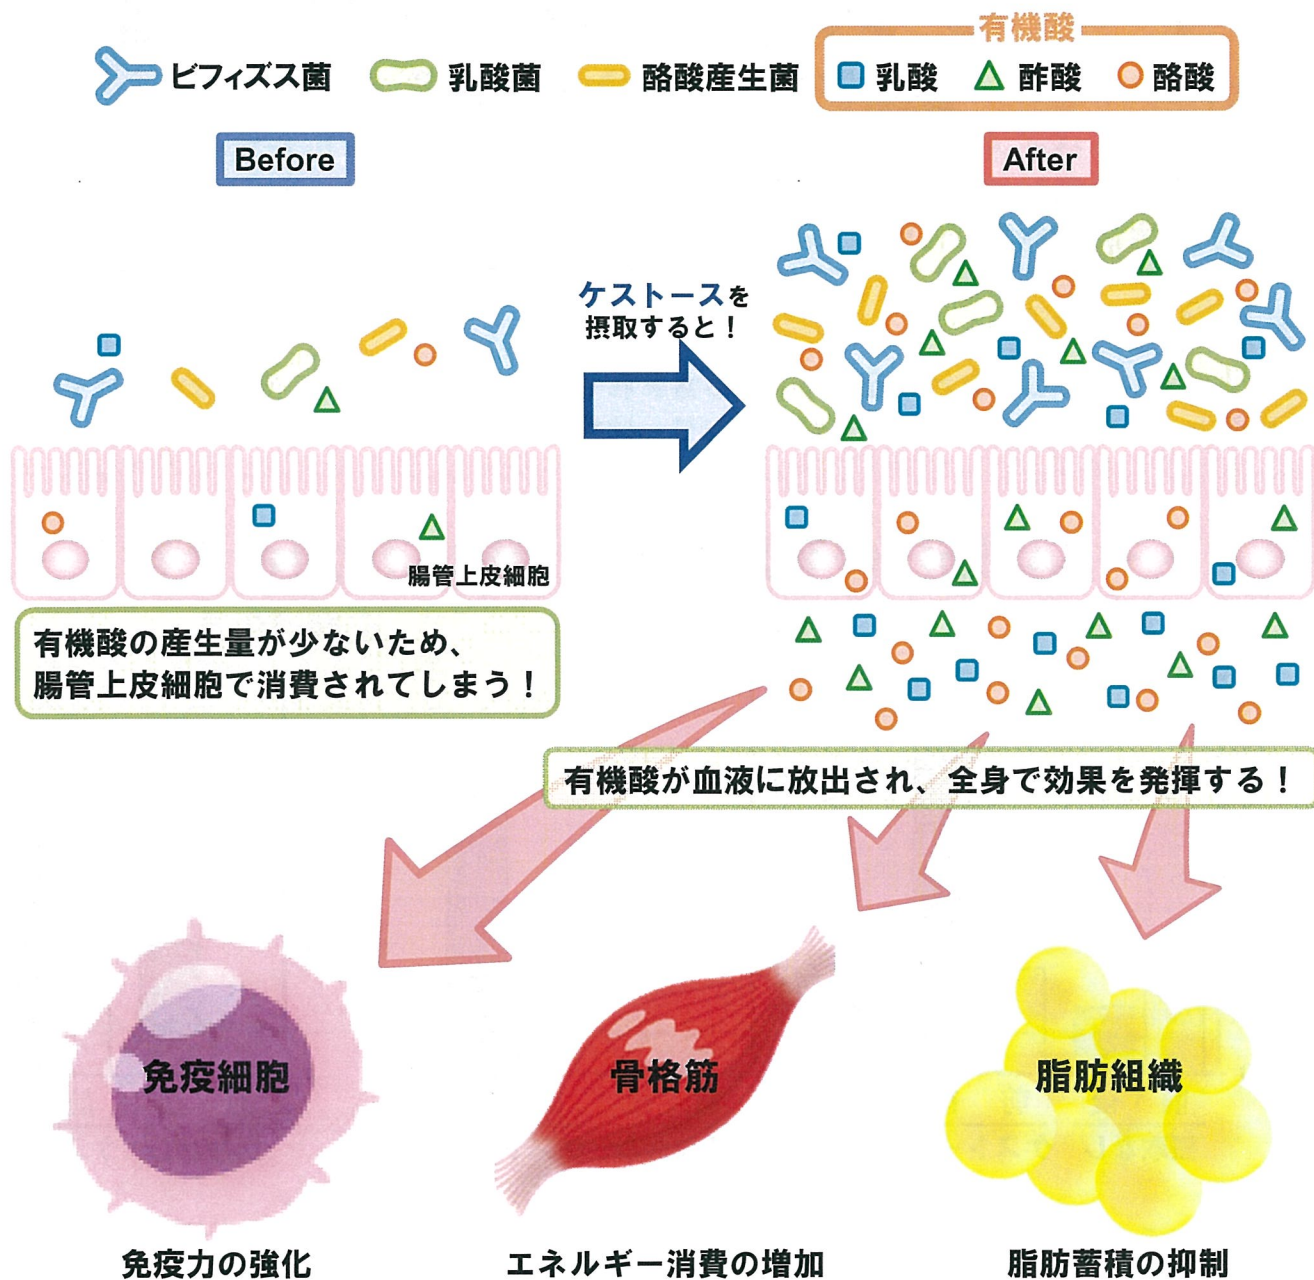 有機酸
ビフィズス菌 乳酸菌 酪酸産生菌 乳酸 酢酸 酪酸
Before
After
ケストースを
摂取すると！
腸管上皮細胞
有機酸の産生量が少ないため、
腸管上皮細胞で消費されてしまう！
有機酸が血液に放出され、全身で効果を発揮する！
免疫細胞
骨格筋
脂肪組織
免疫力の強化
エネルギー消費の増加
脂肪蓄積の抑制